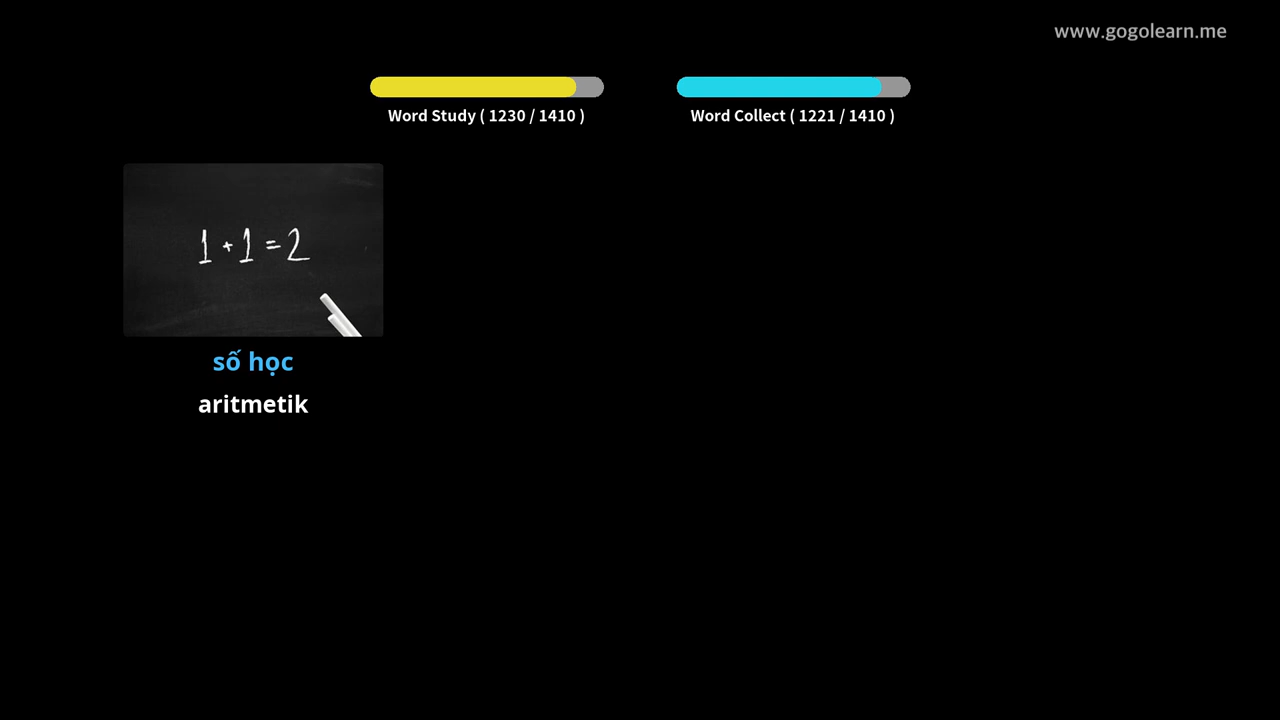 www.gogolearn.me
Word Study ( 1230 / 1410 )
Word Collect ( 1221 / 1410 )
1 + 1 = 2
số học
aritmetik